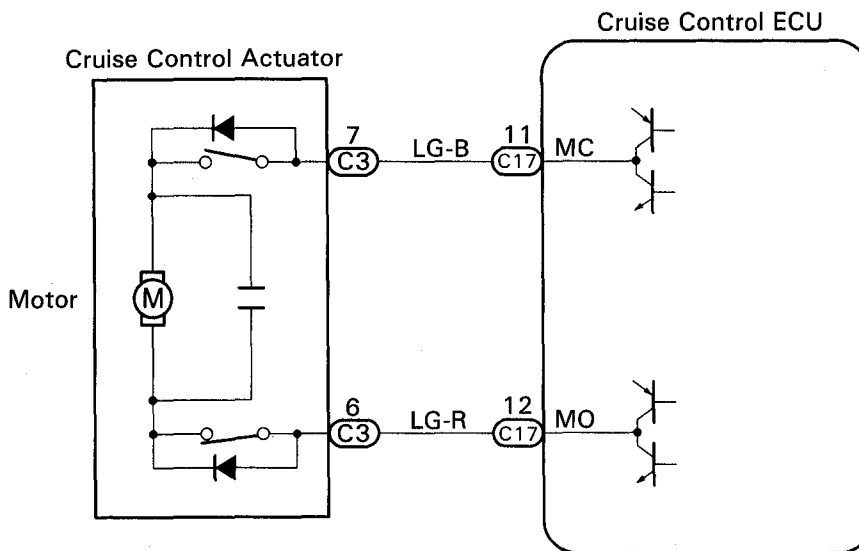 Cruise Control ECU
Cruise Control Actuator
7
C3
LG-B
11
C17
MC
Motor
M
6
C3
LG-R
12
C17
MO